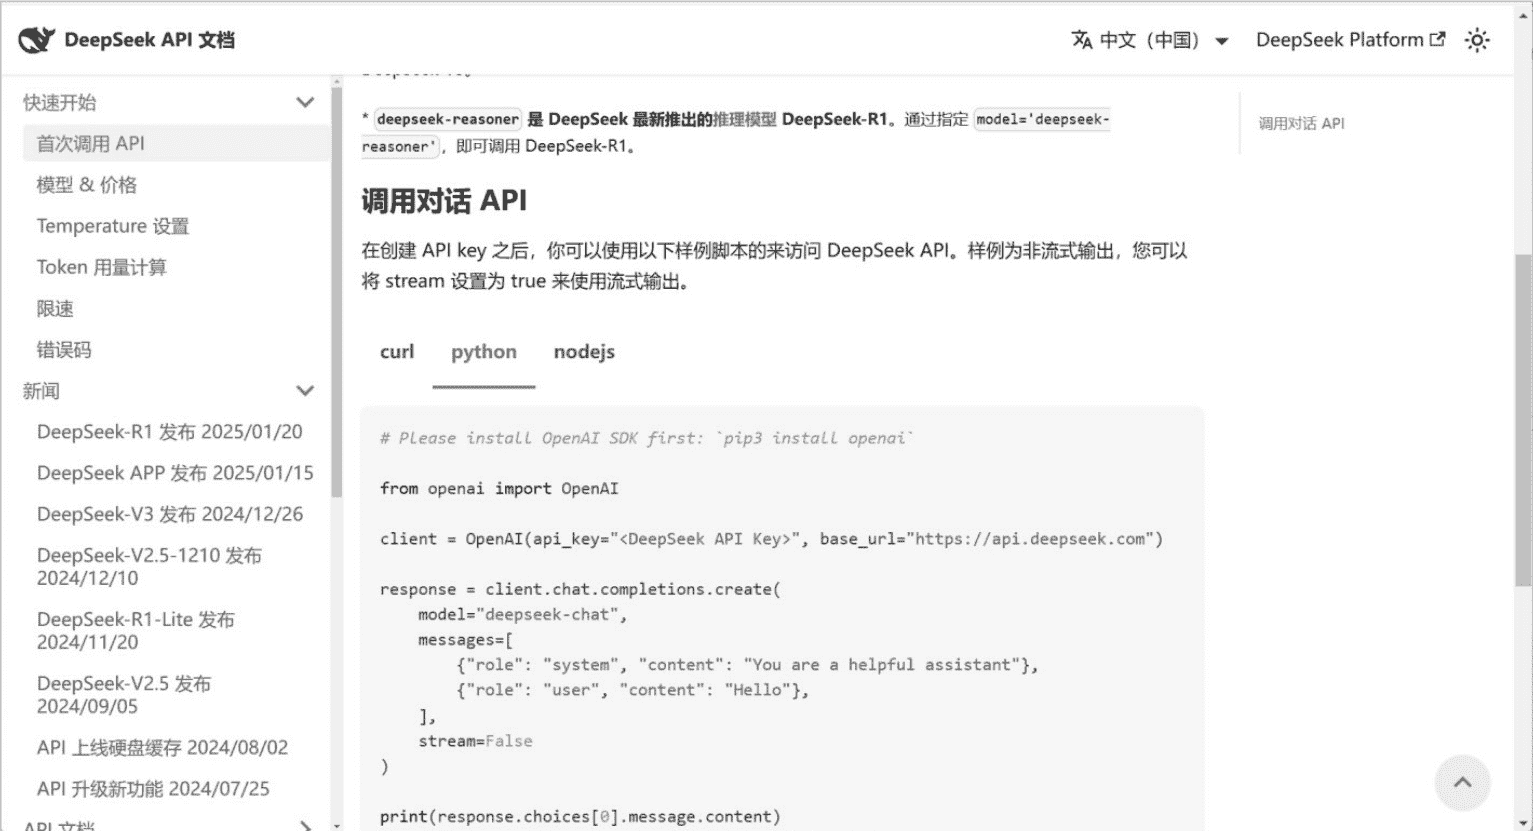 DeepSeek API 文档
中文（中国）
DeepSeek Platform
快速开始
首次调用 API
模型 & 价格
Temperature 设置
Token 用量计算
限速
错误码
新闻
DeepSeek-R1 发布 2025/01/20
DeepSeek APP 发布 2025/01/15
DeepSeek-V3 发布 2024/12/26
DeepSeek-V2.5-1210 发布
2024/12/10
DeepSeek-R1-Lite 发布
2024/11/20
DeepSeek-V2.5 发布
2024/09/05
API 上线硬盘缓存 2024/08/02
API 升级新功能 2024/07/25
API 文档
* deepseek-reasoner 是 DeepSeek 最新推出的推理模型 DeepSeek-R1。通过指定 model='deepseek-
reasoner'，即可调用 DeepSeek-R1。
调用对话 API
在创建 API key 之后，你可以使用以下样例脚本的来访问 DeepSeek API。样例为非流式输出，您可以
将 stream 设置为 true 来使用流式输出。
curl python nodejs
# Please install OpenAI SDK first: `pip3 install openai`
from openai import OpenAI
client = OpenAI(api_key="<DeepSeek API Key>", base_url="https://api.deepseek.com")
response = client.chat.completions.create(
model="deepseek-chat",
messages=[
{"role": "system", "content": "You are a helpful assistant"},
{"role": "user", "content": "Hello"},
],
stream=False
)
print(response.choices[0].message.content)
调用对话 API